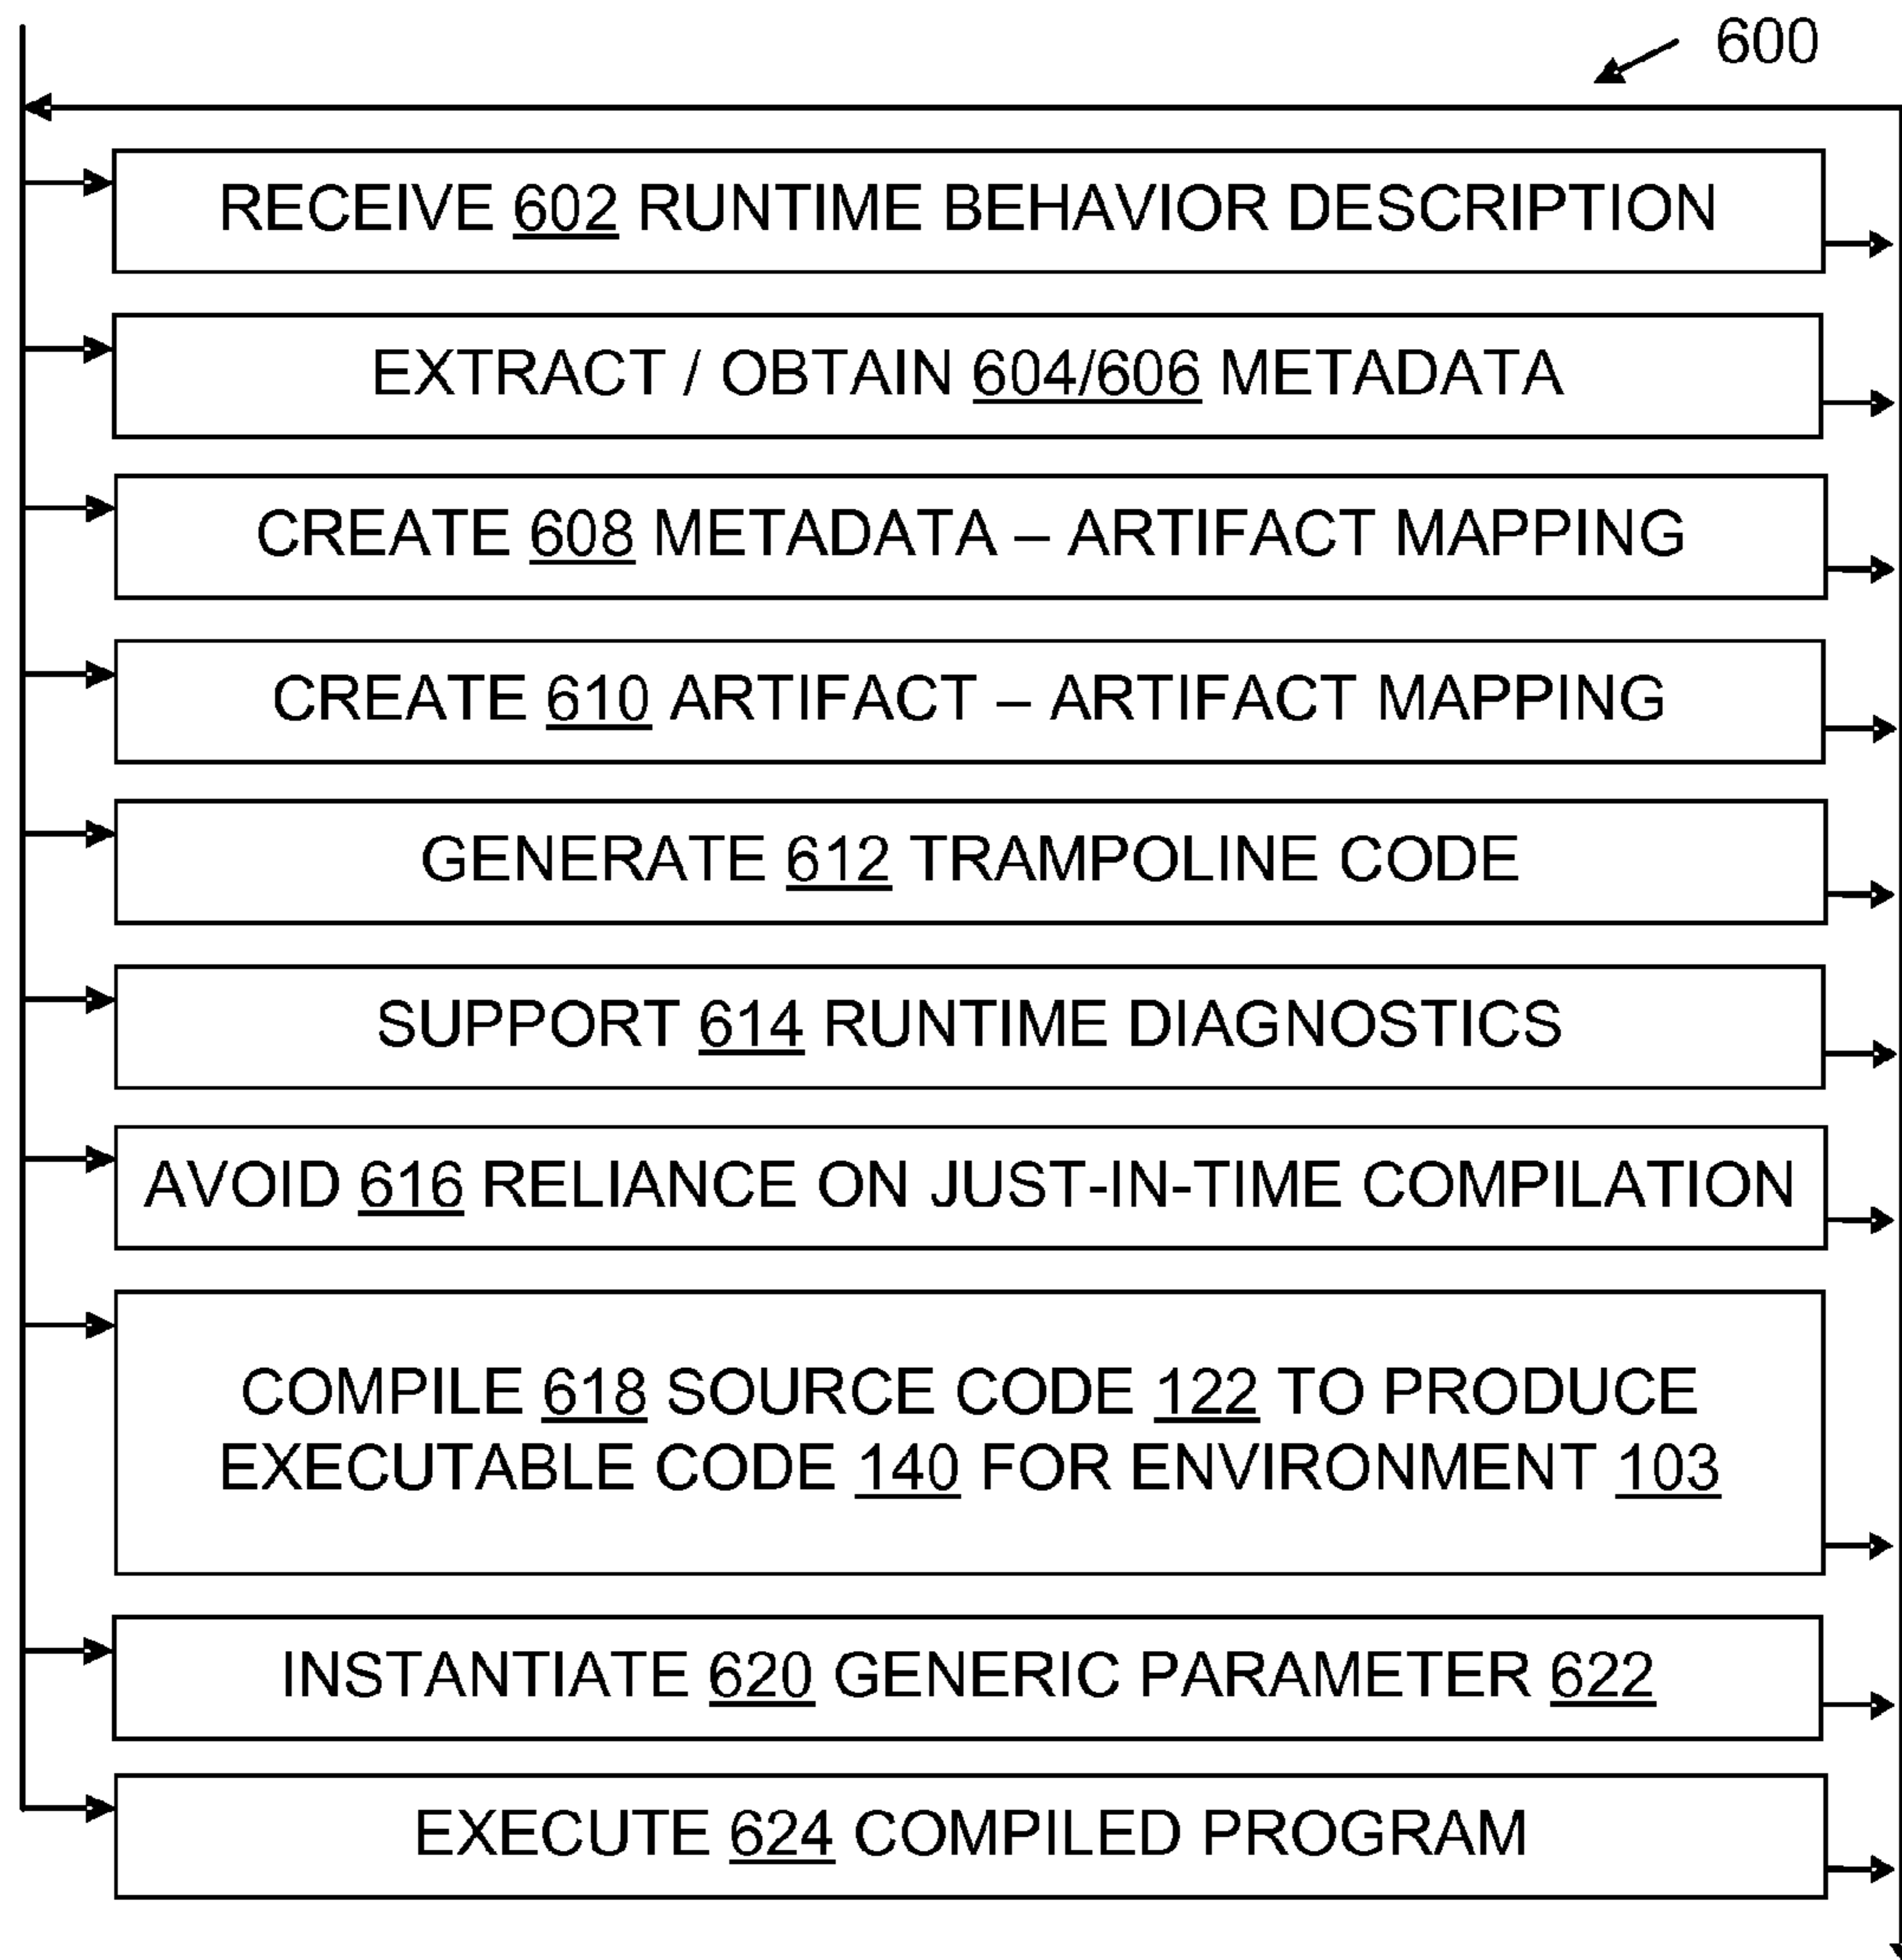 600
RECEIVE 602 RUNTIME BEHAVIOR DESCRIPTION
EXTRACT / OBTAIN 604/606 METADATA
CREATE 608 METADATA – ARTIFACT MAPPING
CREATE 610 ARTIFACT – ARTIFACT MAPPING
GENERATE 612 TRAMPOLINE CODE
SUPPORT 614 RUNTIME DIAGNOSTICS
AVOID 616 RELIANCE ON JUST-IN-TIME COMPILATION
COMPILE 618 SOURCE CODE 122 TO PRODUCE
EXECUTABLE CODE 140 FOR ENVIRONMENT 103
INSTANTIATE 620 GENERIC PARAMETER 622
EXECUTE 624 COMPILED PROGRAM